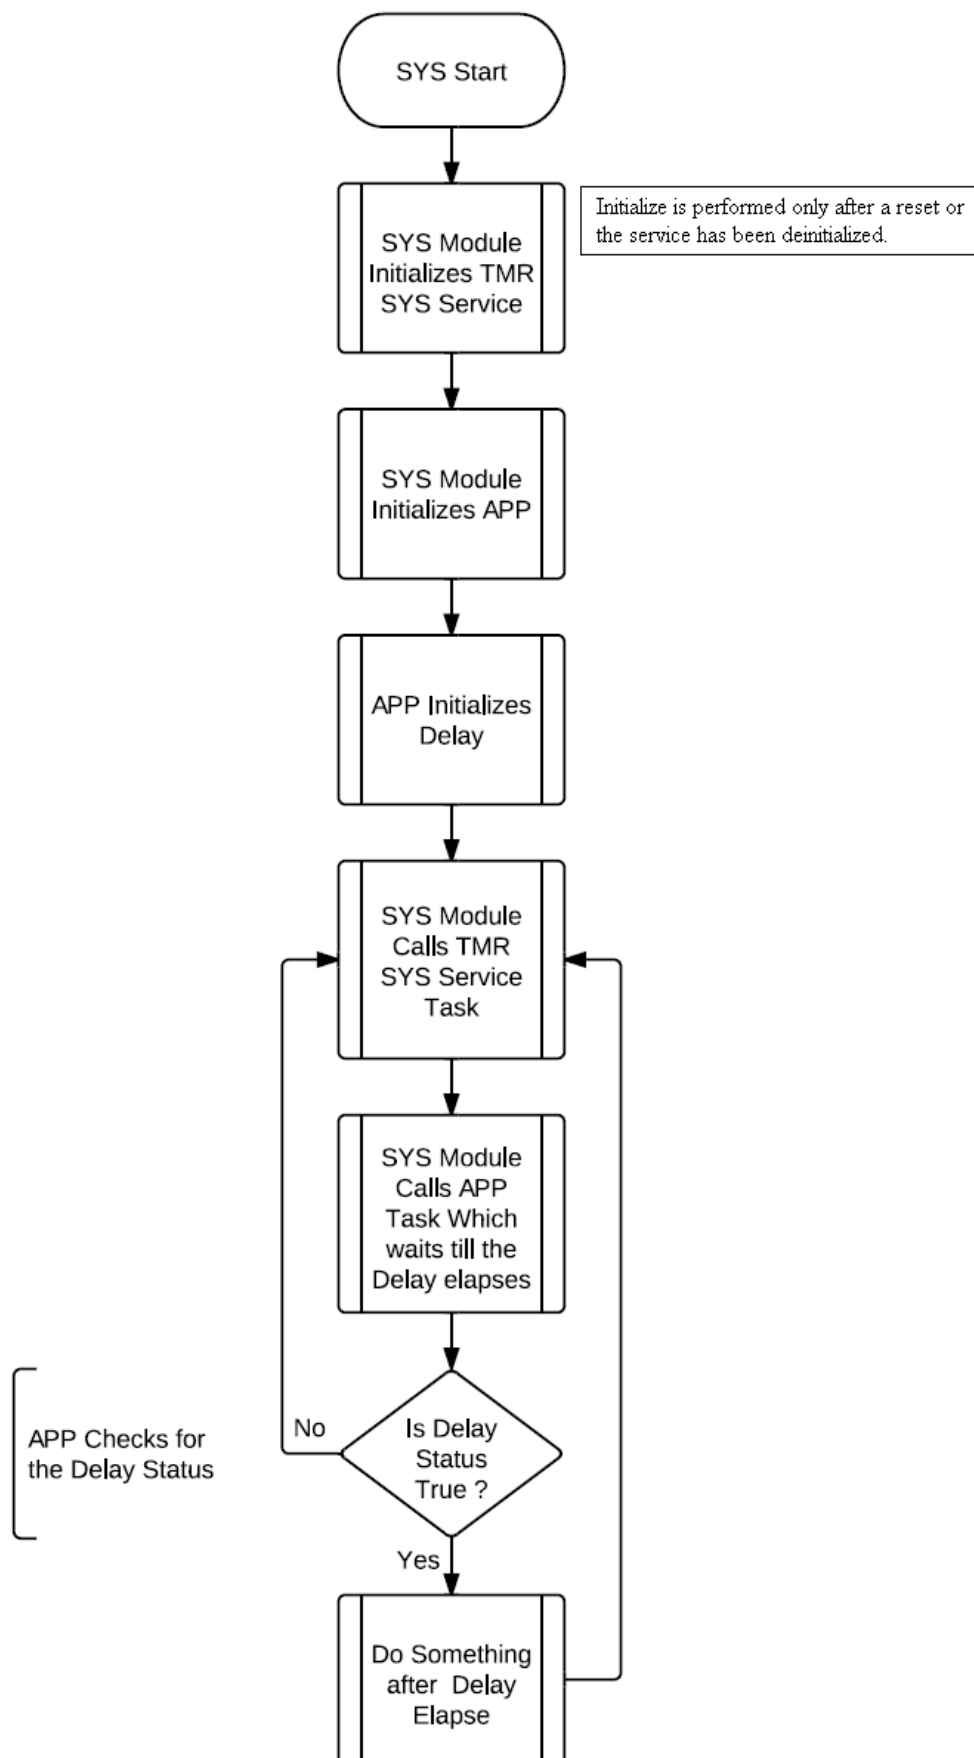 SYS Start
SYS Module
Initializes TMR
SYS Service
Initialize is performed only after a reset or
the service has been deinitialized.
SYS Module
Initializes APP
APP Initializes
Delay
SYS Module
Calls TMR
SYS Service
Task
SYS Module
Calls APP
Task Which
waits till the
Delay elapses
No
Is Delay
Status
True ?
APP Checks for
the Delay Status
Yes
Do Something
after Delay
Elapse